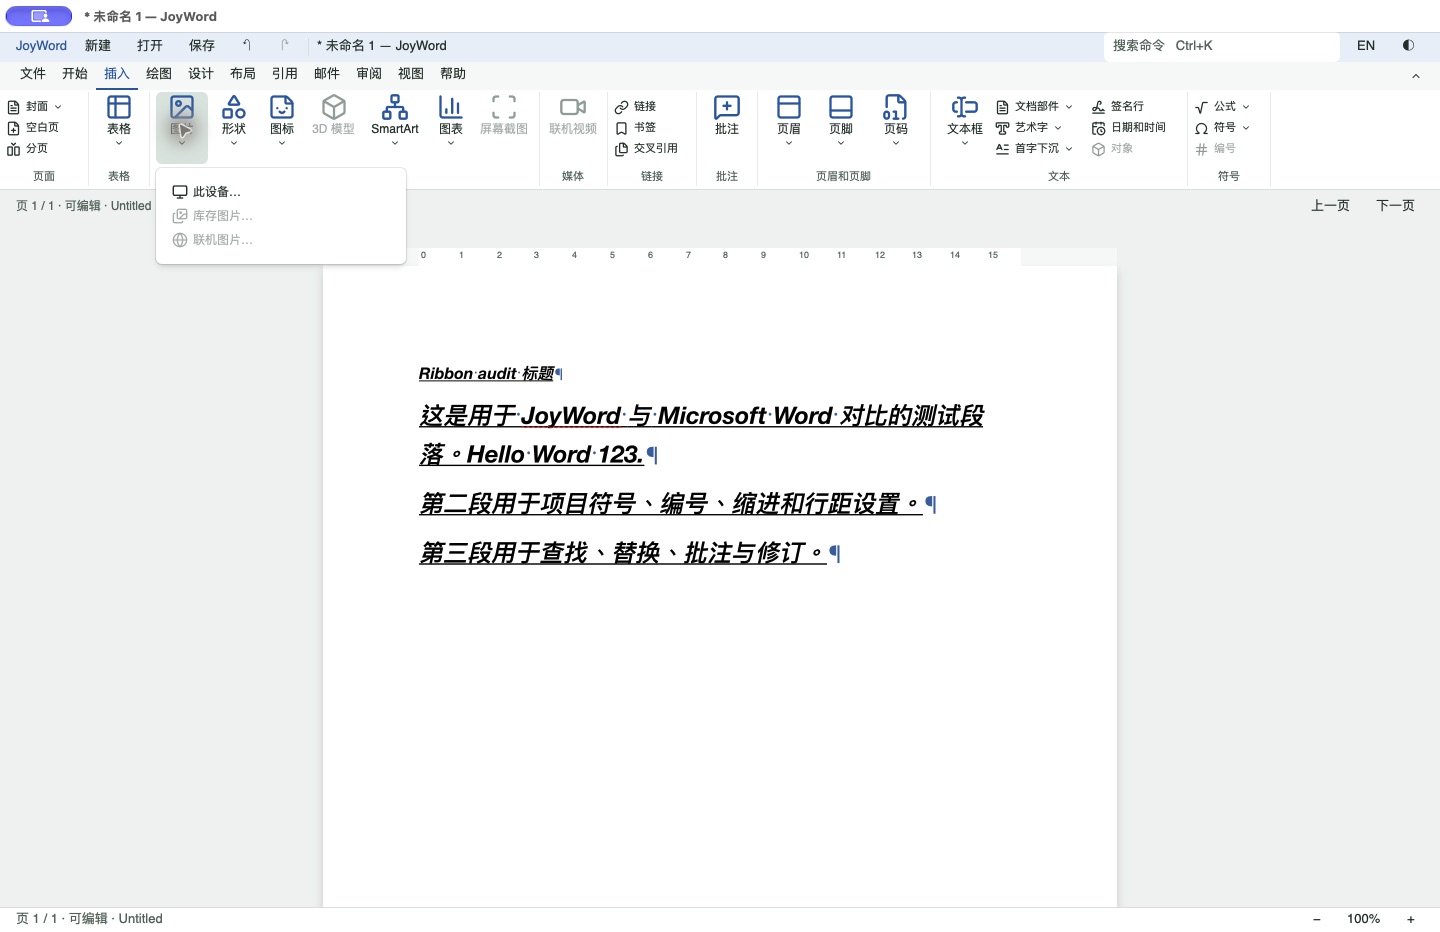 * 未命名 1 — JoyWord
JoyWord 新建 打开 保存 * 未命名 1 — JoyWord 搜索命令 Ctrl+K EN
文件 开始 插入 绘图 设计 布局 引用 邮件 审阅 视图 帮助
封面
空白页
分页
页面
表格
表格
形状
图标
3D 模型
SmartArt
图表
屏幕截图
联机视频
媒体
链接
书签
交叉引用
链接
批注
批注
页眉
页脚
页码
页眉和页脚
文本框
文档部件
艺术字
首字下沉
签名行
日期和时间
对象
文本
公式
符号
编号
符号
此设备...
库存图片...
联机图片...
页 1 / 1 · 可编辑 · Untitled 上一页 下一页
0 1 2 3 4 5 6 7 8 9 10 11 12 13 14 15
Ribbon·audit·标题¶
这是用于·JoyWord·与·Microsoft·Word·对比的测试段
落。Hello·Word·123.¶
第二段用于项目符号、编号、缩进和行距设置。¶
第三段用于查找、替换、批注与修订。¶
页 1 / 1 · 可编辑 · Untitled − 100% +